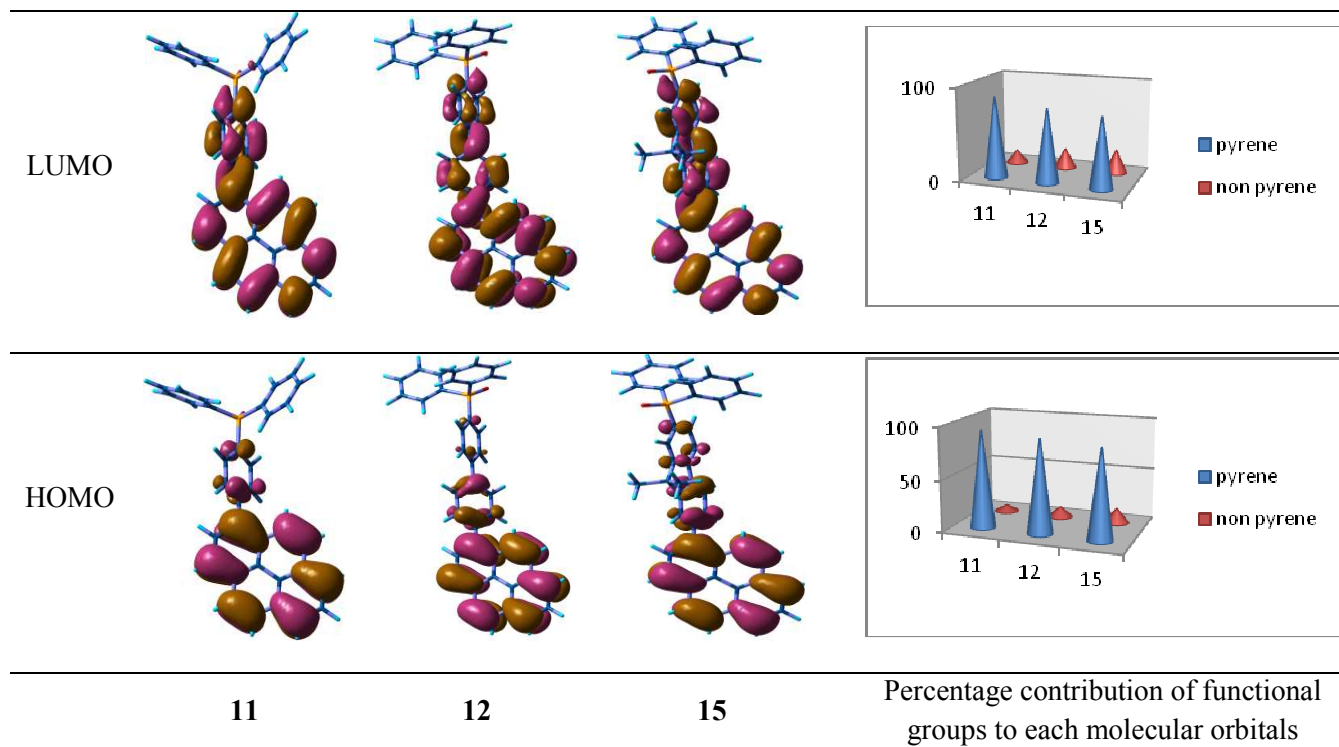 LUMO
100
0
11
12
15
pyrene
non pyrene
HOMO
100
50
0
11
12
15
pyrene
non pyrene
11
12
15
Percentage contribution of functional
groups to each molecular orbitals